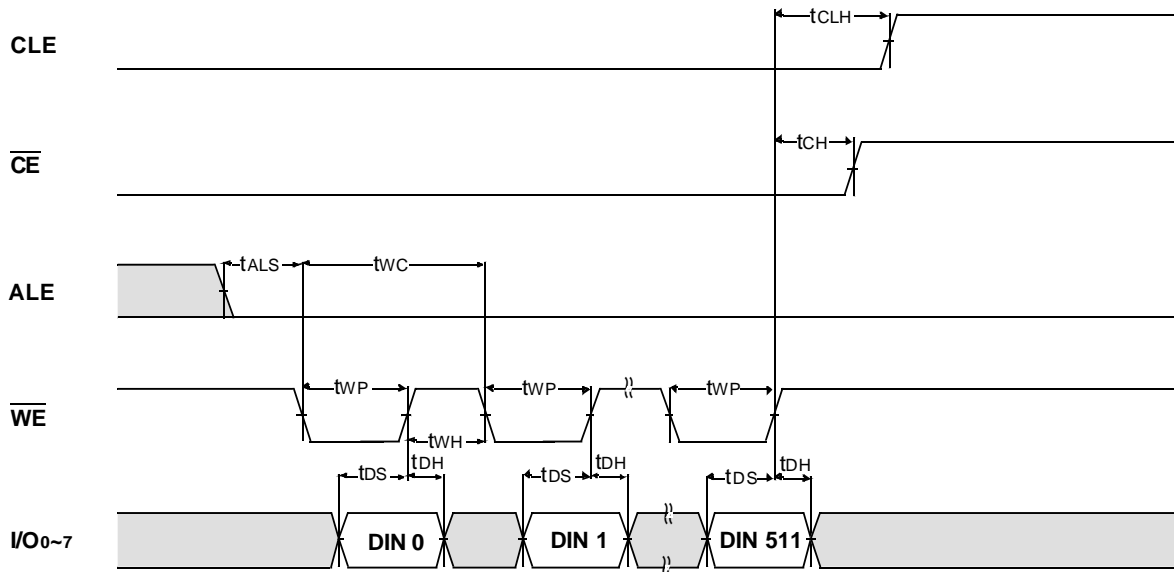 CLE
tCLH
CE
tCH
ALE
tALS
tWC
WE
tWP
tWP
tWP
tWH
tDS
tDH
tDS
tDH
tDS
tDH
I/O0~7
DIN 0
DIN 1
DIN 511